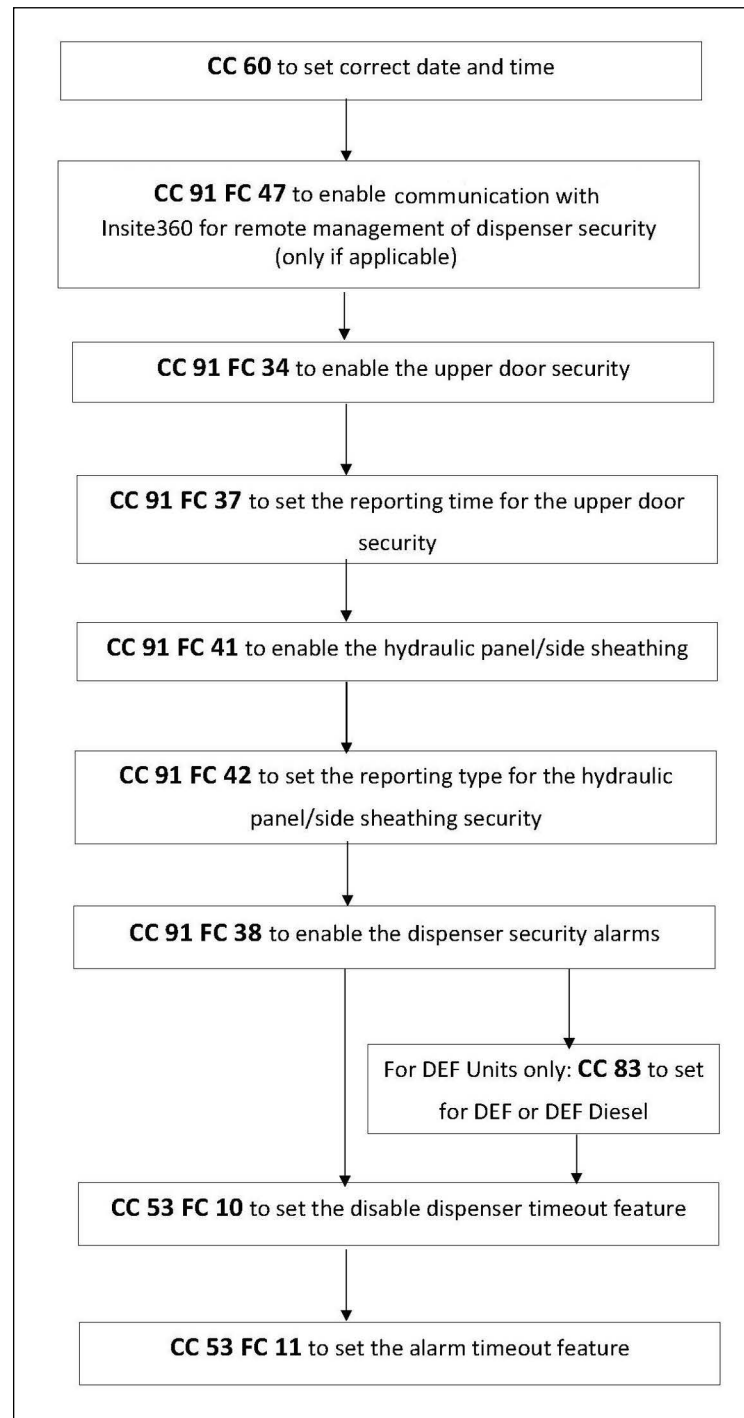 CC 60 to set correct date and time
CC 91 FC 47 to enable communication with
Insite360 for remote management of dispenser security
(only if applicable)
CC 91 FC 34 to enable the upper door security
CC 91 FC 37 to set the reporting time for the upper door
security
CC 91 FC 41 to enable the hydraulic panel/side sheathing
CC 91 FC 42 to set the reporting type for the hydraulic
panel/side sheathing security
CC 91 FC 38 to enable the dispenser security alarms
For DEF Units only: CC 83 to set
for DEF or DEF Diesel
CC 53 FC 10 to set the disable dispenser timeout feature
CC 53 FC 11 to set the alarm timeout feature